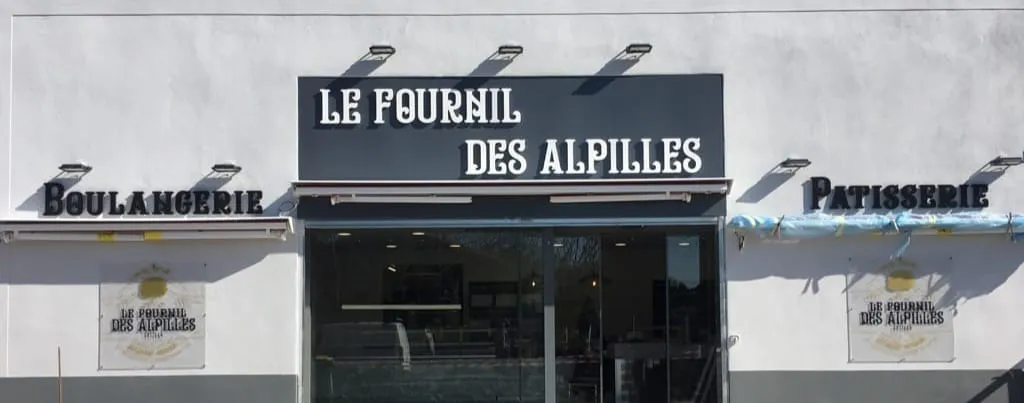 LE FOURNIL
DES ALPILLES
BOULANGERIE
PATISSERIE
LE FOURNIL
DES ALPILLES
LE FOURNIL
DES ALPILLES